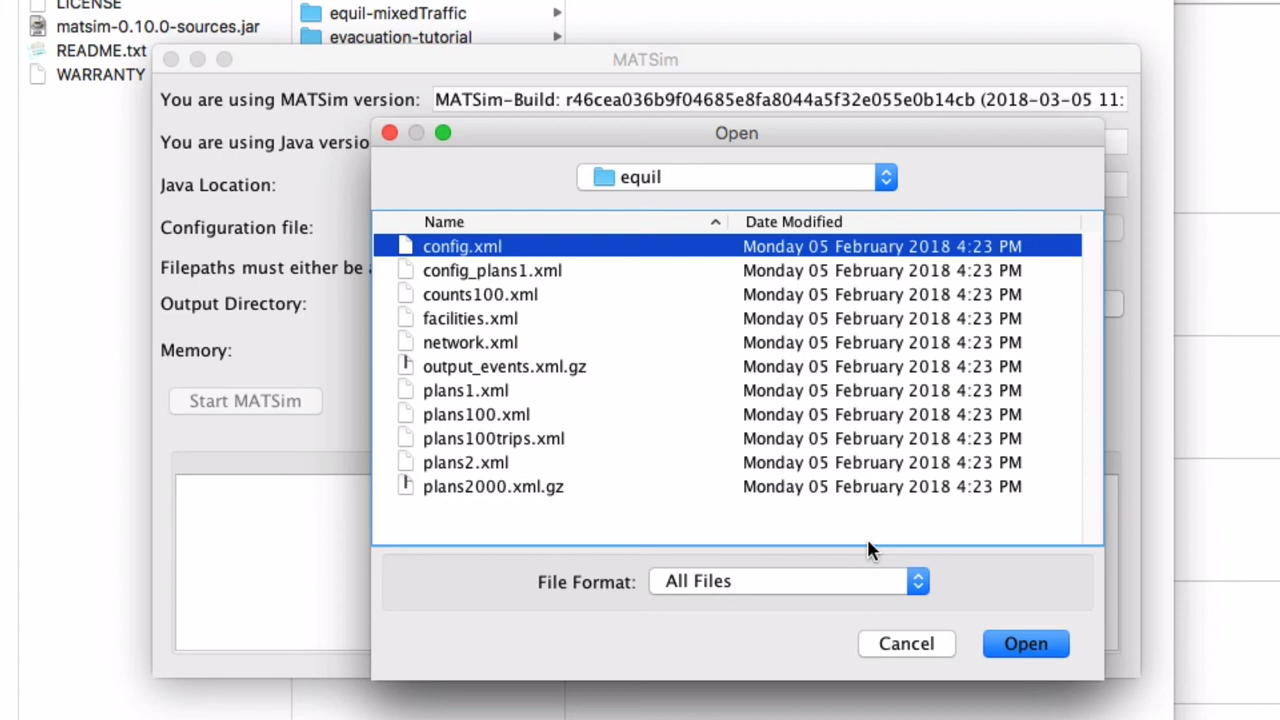 LICENSE
matsim-0.10.0-sources.jar
README.txt
WARRANTY
equil-mixedTraffic
evacuation-tutorial
MATSim
You are using MATSim version: MATSim-Build: r46cea036b9f04685e8fa8044a5f32e055e0b14cb (2018-03-05 11:
You are using Java versio
Java Location:
Configuration file:
Filepaths must either be
Output Directory:
Memory:
Start MATSim
Open
equil
Name Date Modified
config.xml Monday 05 February 2018 4:23 PM
config_plans1.xml Monday 05 February 2018 4:23 PM
counts100.xml Monday 05 February 2018 4:23 PM
facilities.xml Monday 05 February 2018 4:23 PM
network.xml Monday 05 February 2018 4:23 PM
output_events.xml.gz Monday 05 February 2018 4:23 PM
plans1.xml Monday 05 February 2018 4:23 PM
plans100.xml Monday 05 February 2018 4:23 PM
plans100trips.xml Monday 05 February 2018 4:23 PM
plans2.xml Monday 05 February 2018 4:23 PM
plans2000.xml.gz Monday 05 February 2018 4:23 PM
File Format: All Files
Cancel Open